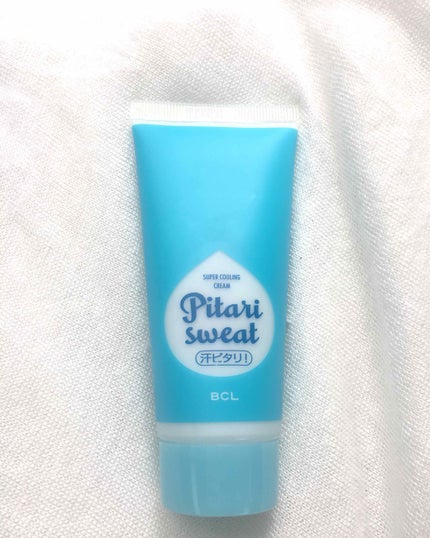 SUPER COOLING
CREAM
Pitari
sweat
汗ピタリ!
BCL